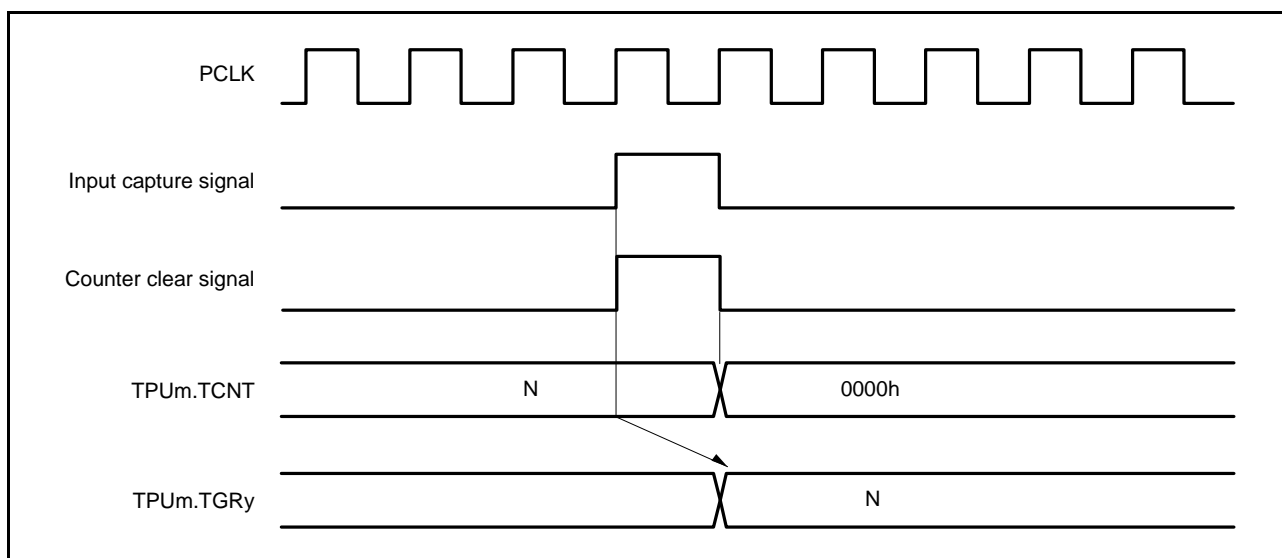 PCLK
Input capture signal
Counter clear signal
TPUm.TCNT N 0000h
TPUm.TGRy N